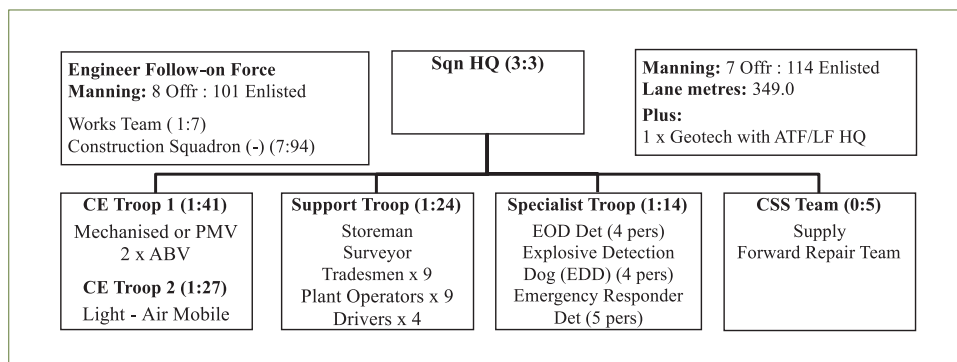 Engineer Follow-on Force
Manning: 8 Offr : 101 Enlisted
Works Team ( 1:7)
Construction Squadron (-) (7:94)
Sqn HQ (3:3)
Manning: 7 Offr : 114 Enlisted
Lane metres: 349.0
Plus:
1 x Geotech with ATF/LF HQ
CE Troop 1 (1:41)
Mechanised or PMV
2 x ABV
CE Troop 2 (1:27)
Light - Air Mobile
Support Troop (1:24)
Storeman
Surveyor
Tradesmen x 9
Plant Operators x 9
Drivers x 4
Specialist Troop (1:14)
EOD Det (4 pers)
Explosive Detection
Dog (EDD) (4 pers)
Emergency Responder
Det (5 pers)
CSS Team (0:5)
Supply
Forward Repair Team